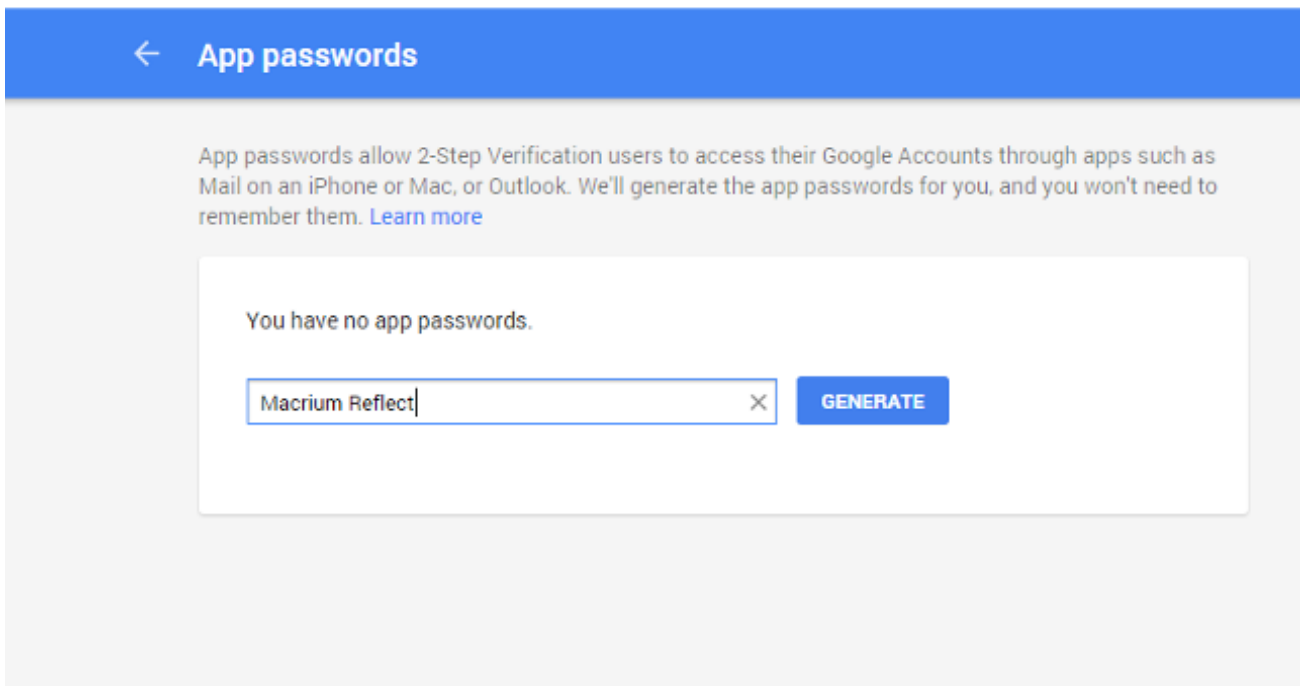 App passwords
App passwords allow 2-Step Verification users to access their Google Accounts through apps such as
Mail on an iPhone or Mac, or Outlook. We'll generate the app passwords for you, and you won't need to
remember them. Learn more
You have no app passwords.
Macrium Reflect
GENERATE